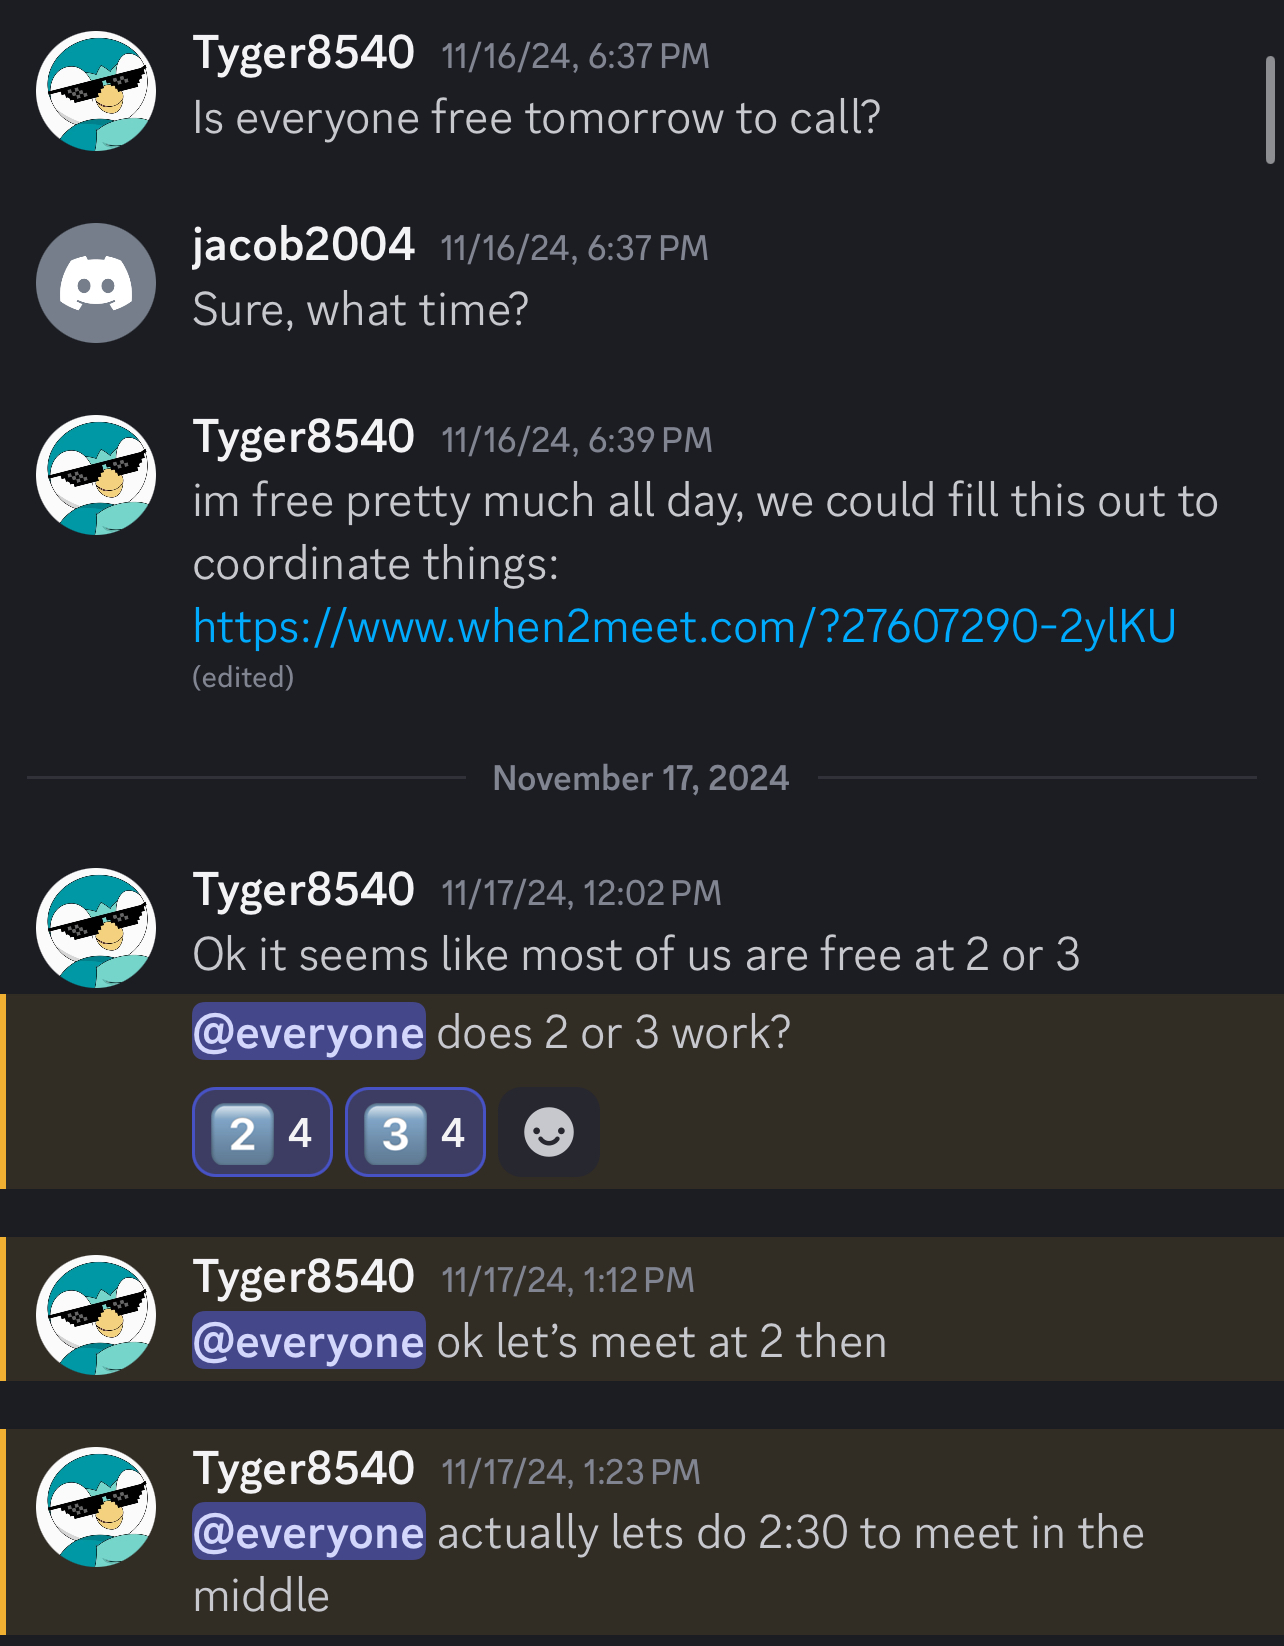 Tyger8540 11/16/24, 6:37 PM
Is everyone free tomorrow to call?
jacob2004 11/16/24, 6:37 PM
Sure, what time?
Tyger8540 11/16/24, 6:39 PM
im free pretty much all day, we could fill this out to
coordinate things:
https://www.when2meet.com/?27607290-2ylKU
(edited)
November 17, 2024
Tyger8540 11/17/24, 12:02 PM
Ok it seems like most of us are free at 2 or 3
@everyone does 2 or 3 work?
2 4 3 4
Tyger8540 11/17/24, 1:12 PM
@everyone ok let’s meet at 2 then
Tyger8540 11/17/24, 1:23 PM
@everyone actually lets do 2:30 to meet in the
middle